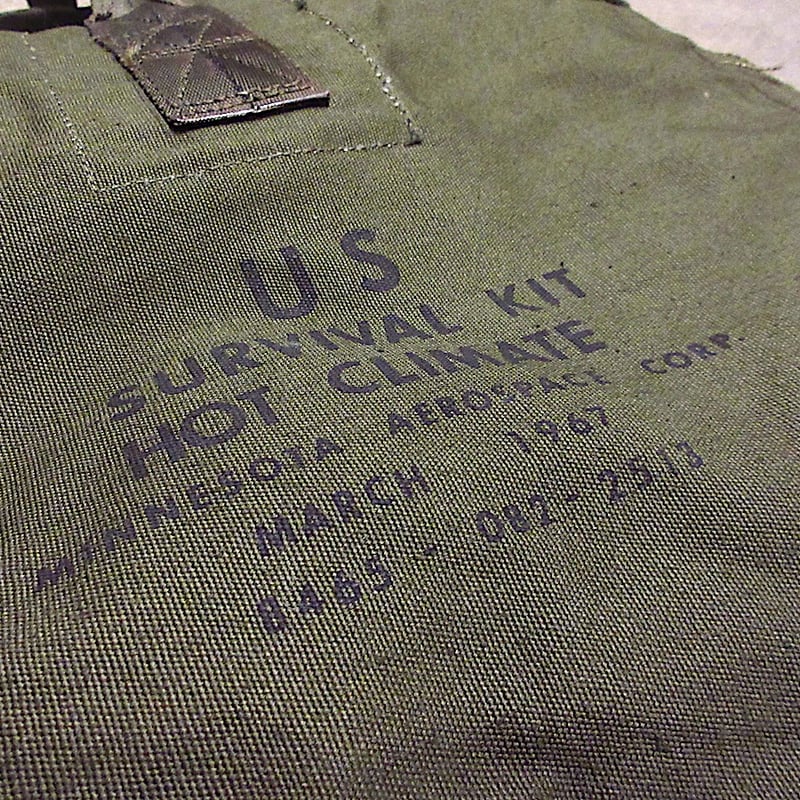 US
SURVIVAL KIT
HOT CLIMATE
MINNESOTA AEROSPACE CORP.
MARCH 1967
8465-082-2513